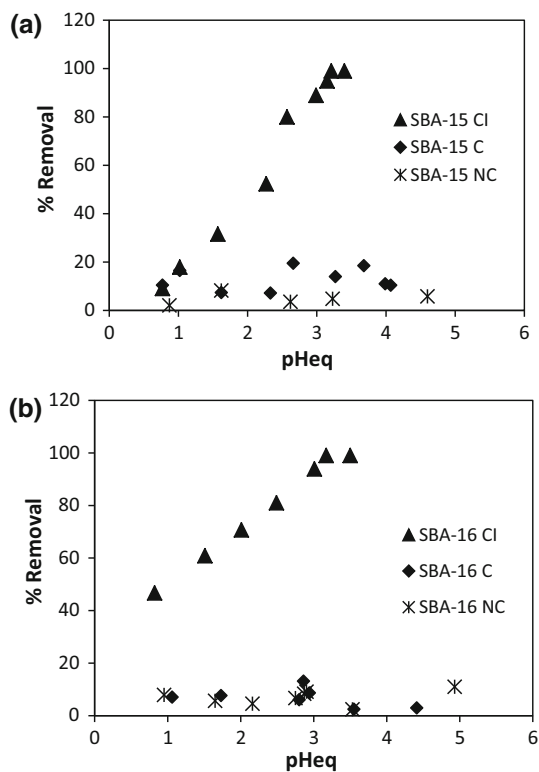 (a)
120
100
80
60
40
20
0
% Removal
SBA-15 CI
SBA-15 C
SBA-15 NC
0 1 2 3 4 5 6
pHeq
(b)
120
100
80
60
40
20
0
% Removal
SBA-16 CI
SBA-16 C
SBA-16 NC
0 1 2 3 4 5 6
pHeq